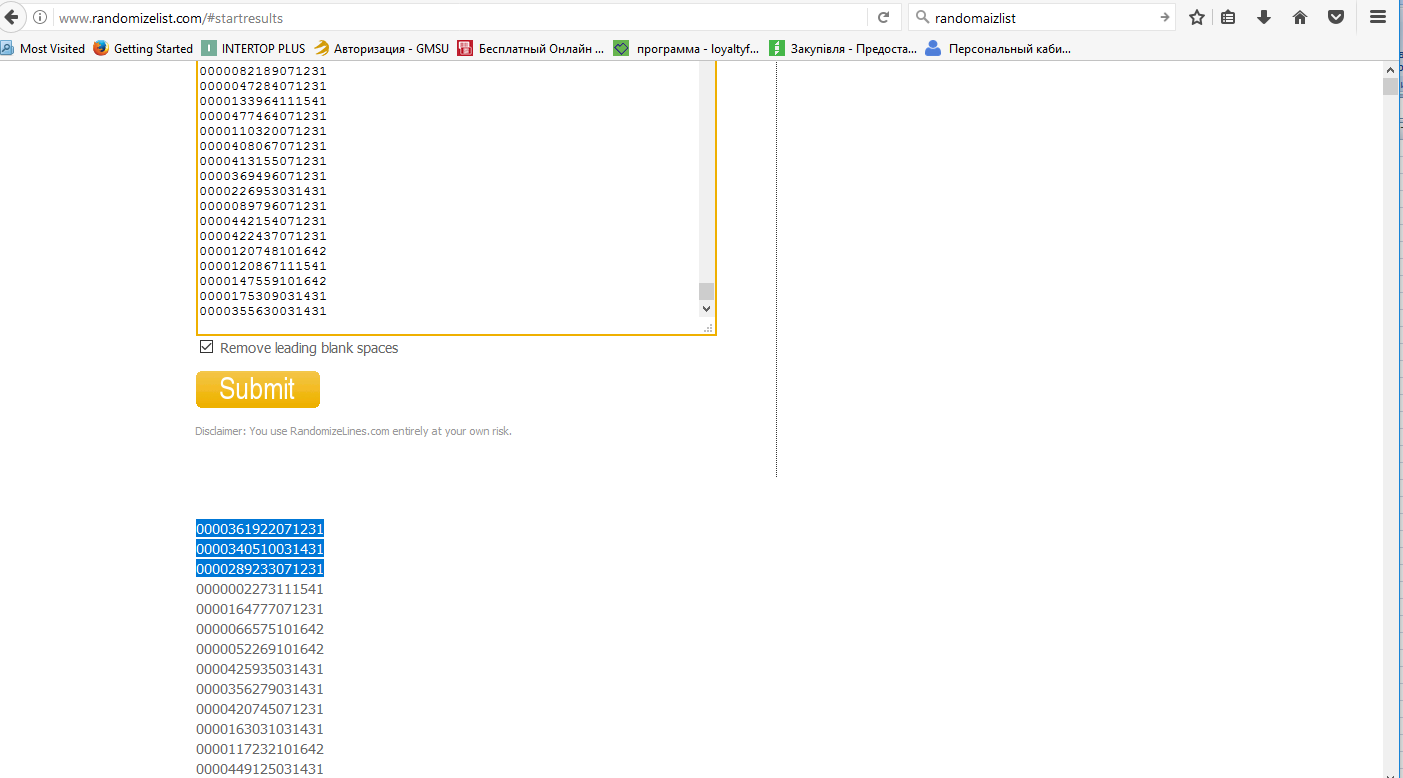 www.randomizelist.com/#startresults
randomaizlist
Most Visited
Getting Started
INTERTOP PLUS
Авторизация - GMSU
Бесплатный Онлайн ...
программа - loyaltyf...
Закупівля - Предоста...
Персональный каби...
0000082189071231
0000047284071231
0000133964111541
0000477464071231
0000110320071231
0000408067071231
0000413155071231
0000369496071231
0000226953031431
0000089796071231
0000442154071231
0000422437071231
0000120748101642
0000120867111541
0000147559101642
0000175309031431
0000355630031431
Remove leading blank spaces
Submit
Disclaimer: You use RandomizeLines.com entirely at your own risk.
0000361922071231
0000340510031431
0000289233071231
0000002273111541
0000164777071231
0000066575101642
0000052269101642
0000425935031431
0000356279031431
0000420745071231
0000163031031431
0000117232101642
0000449125031431